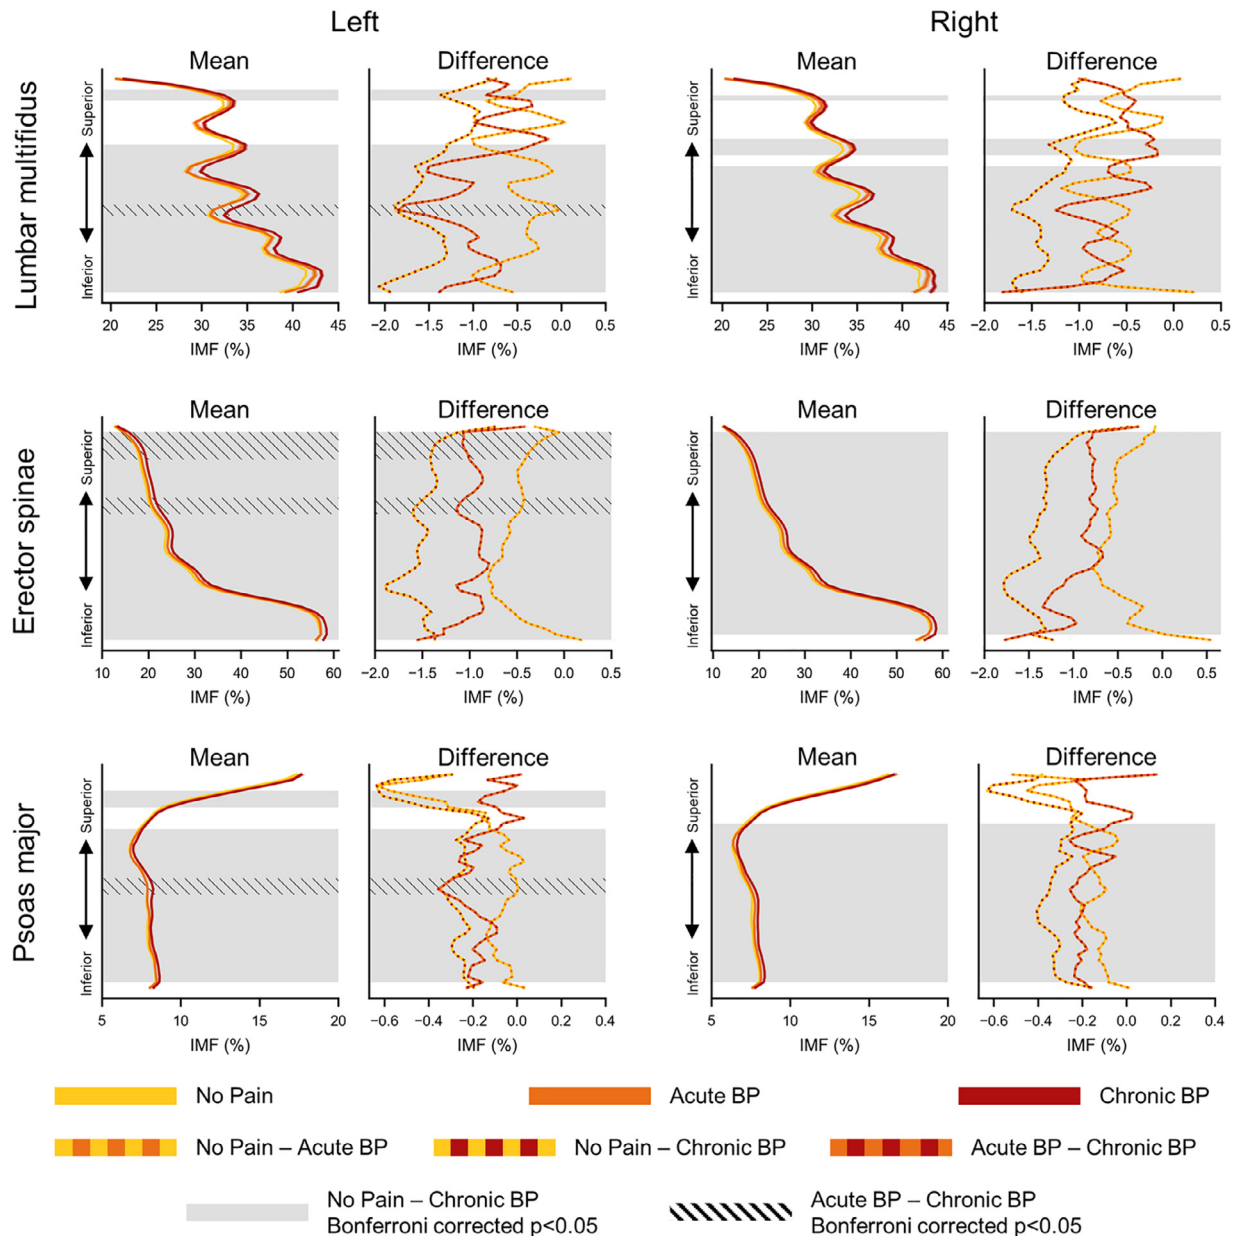 Left
Right
Lumbar multifidus
Mean
Difference
Mean
Difference
Superior
Inferior
Superior
Inferior
20 25 30 35 40 45
−2.0 −1.5 −1.0 −0.5 0.0 0.5
20 25 30 35 40 45
−2.0 −1.5 −1.0 −0.5 0.0 0.5
IMF (%)
IMF (%)
IMF (%)
IMF (%)
Erector spinae
Mean
Difference
Mean
Difference
Superior
Inferior
Superior
Inferior
10 20 30 40 50 60
−2.0 −1.5 −1.0 −0.5 0.0 0.5
10 20 30 40 50 60
−2.0 −1.5 −1.0 −0.5 0.0 0.5
IMF (%)
IMF (%)
IMF (%)
IMF (%)
Psoas major
Mean
Difference
Mean
Difference
Superior
Inferior
Superior
Inferior
5 10 15 20
−0.6 −0.4 −0.2 0.0 0.2 0.4
5 10 15 20
−0.6 −0.4 −0.2 0.0 0.2 0.4
IMF (%)
IMF (%)
IMF (%)
IMF (%)
No Pain
Acute BP
Chronic BP
No Pain – Acute BP
No Pain – Chronic BP
Acute BP – Chronic BP
No Pain – Chronic BP
Bonferroni corrected p<0.05
Acute BP – Chronic BP
Bonferroni corrected p<0.05